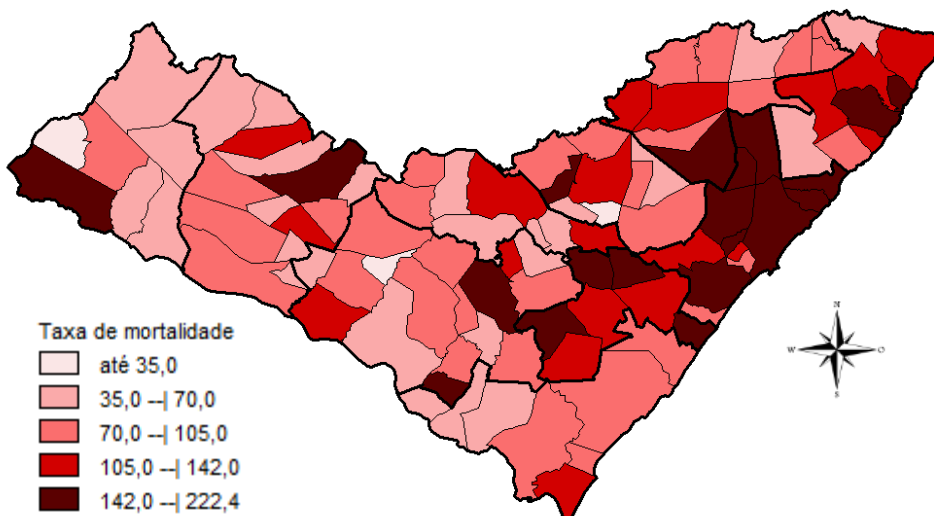 Taxa de mortalidade
até 35,0
35,0 --| 70,0
70,0 --| 105,0
105,0 --| 142,0
142,0 --| 222,4
N
W
O
S